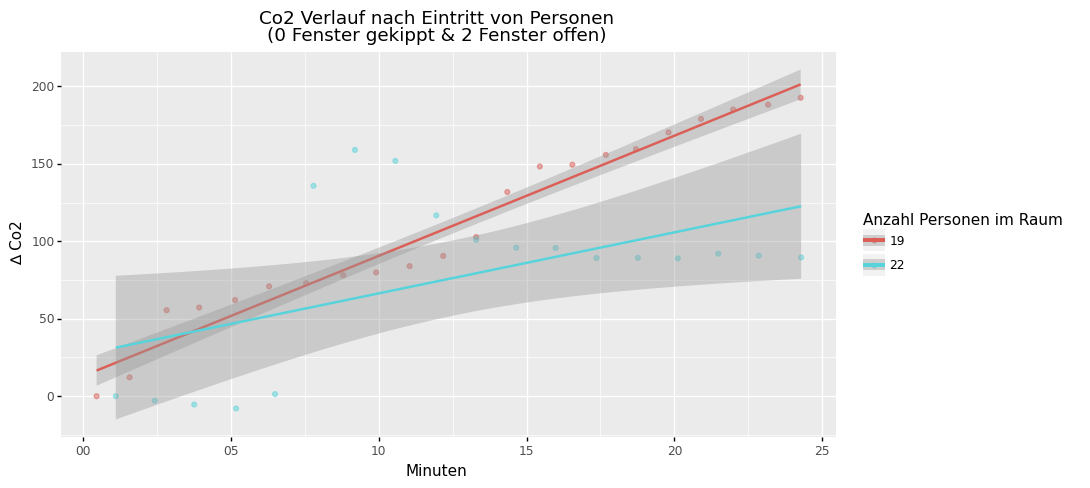 Co2 Verlauf nach Eintritt von Personen
(0 Fenster gekippt & 2 Fenster offen)
200
150
100
50
0
Δ Co2
00
05
10
15
20
25
Minuten
Anzahl Personen im Raum
19
22